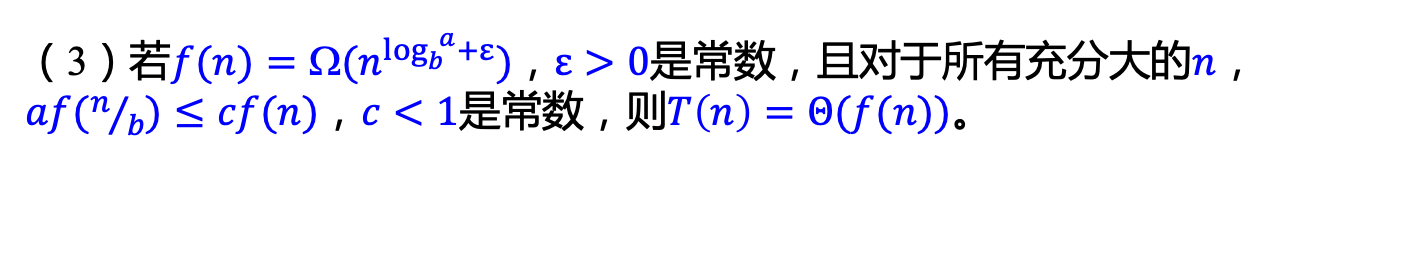 （3）若f(n) = Ω(n^{log_b^a+ε})，ε > 0是常数，且对于所有充分大的n，
af(n/b) ≤ cf(n)，c < 1是常数，则T(n) = Θ(f(n))。